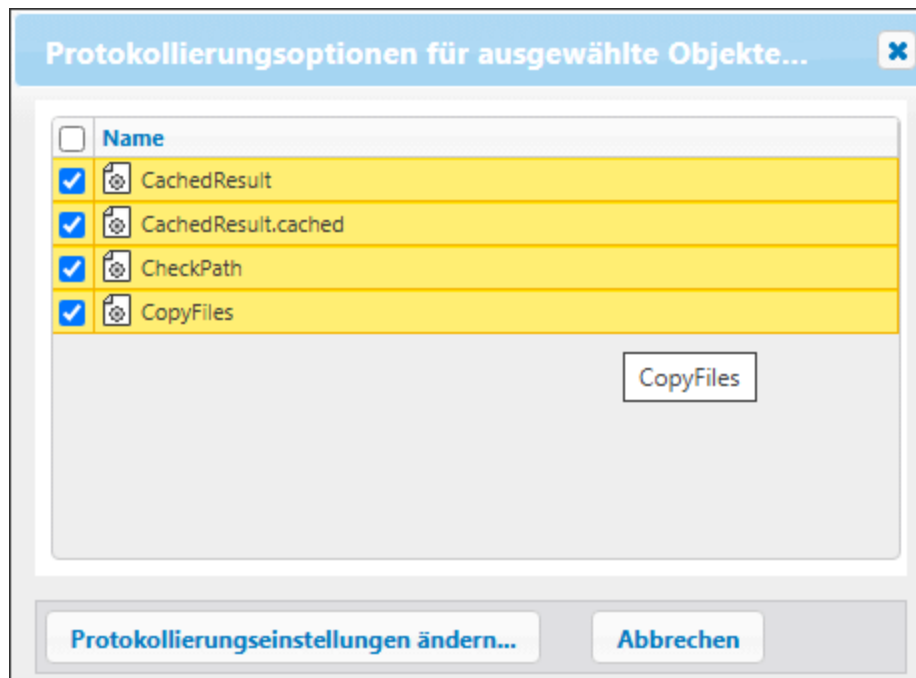 Protokollierungsoptionen für ausgewählte Objekte...
Name
CachedResult
CachedResult.cached
CheckPath
CopyFiles
CopyFiles
Protokollierungseinstellungen ändern...
Abbrechen